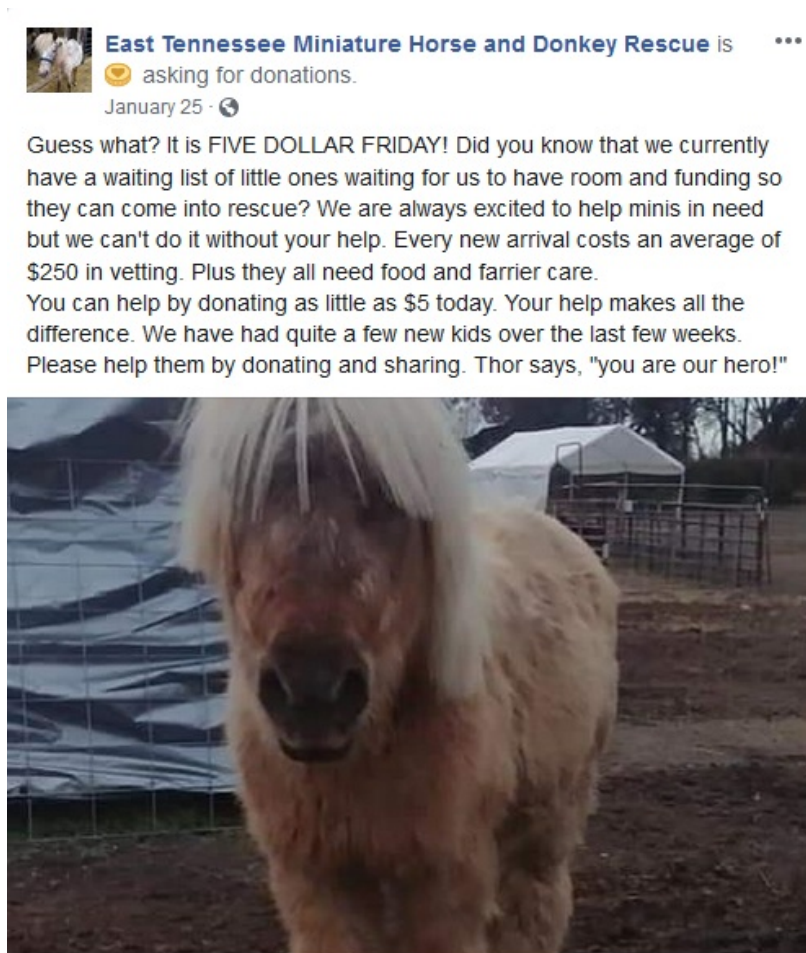 East Tennessee Miniature Horse and Donkey Rescue is
asking for donations.
January 25 ·
Guess what? It is FIVE DOLLAR FRIDAY! Did you know that we currently
have a waiting list of little ones waiting for us to have room and funding so
they can come into rescue? We are always excited to help minis in need
but we can't do it without your help. Every new arrival costs an average of
$250 in vetting. Plus they all need food and farrier care.
You can help by donating as little as $5 today. Your help makes all the
difference. We have had quite a few new kids over the last few weeks.
Please help them by donating and sharing. Thor says, "you are our hero!"